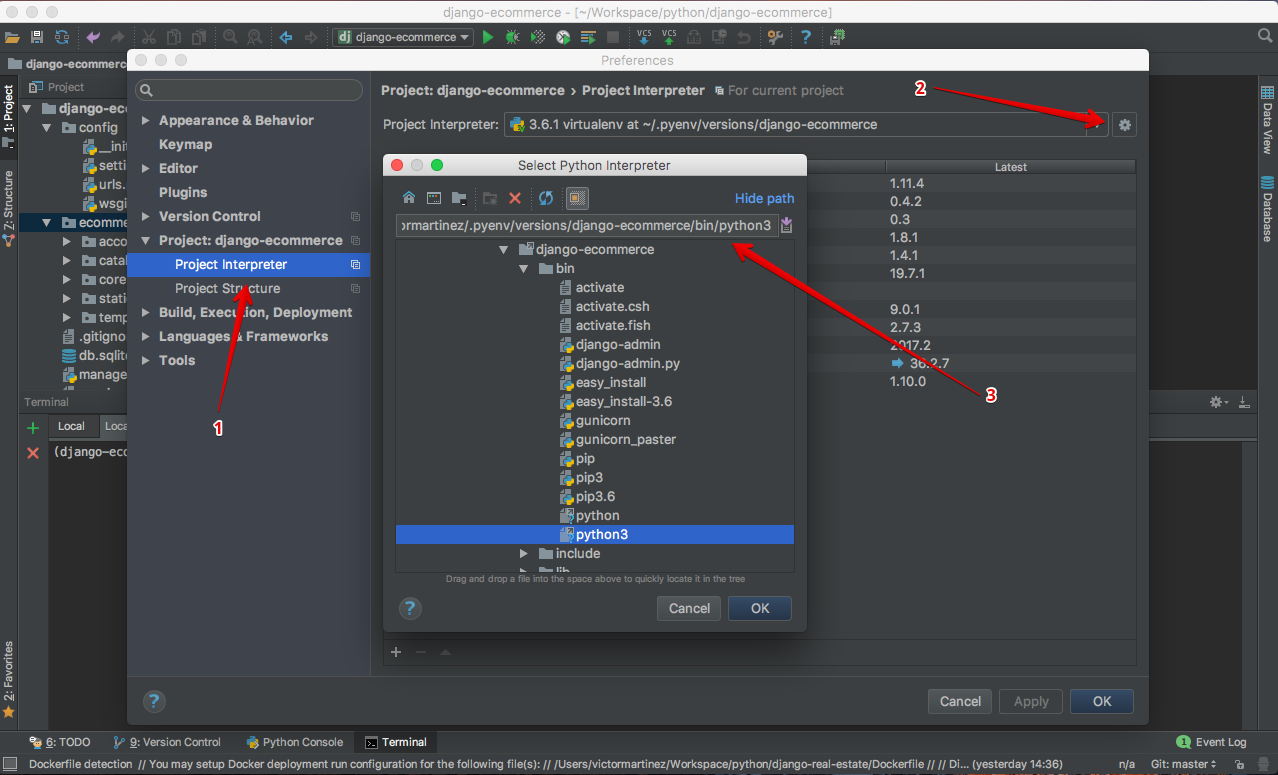 django-ecommerce - [~/Workspace/python/django-ecommerce]
django-ecommerce
VCS VCS
django-ecommerc
Preferences
1: Project
Z: Structure
2: Favorites
Data View
Database
Project
django-ec
config
__init
setti
urls.
wsgi
ecomme
acco
catal
core
stati
temp
.gitigno
db.sqlite
manage
Terminal
Local
Loca
(django-ecc
Appearance & Behavior
Keymap
Editor
Plugins
Version Control
Project: django-ecommerce
Project Interpreter
Project Structure
Build, Execution, Deployment
Languages & Frameworks
Tools
1
Project: django-ecommerce › Project Interpreter For current project
2
Project Interpreter: 3.6.1 virtualenv at ~/.pyenv/versions/django-ecommerce
Latest
1.11.4
0.4.2
0.3
1.8.1
1.4.1
19.7.1
9.0.1
2.7.3
2017.2
36.2.7
1.10.0
3
Select Python Interpreter
Hide path
ormartinez/.pyenv/versions/django-ecommerce/bin/python3
django-ecommerce
bin
activate
activate.csh
activate.fish
django-admin
django-admin.py
easy_install
easy_install-3.6
gunicorn
gunicorn_paster
pip
pip3
pip3.6
python
python3
include
lib
Drag and drop a file into the space above to quickly locate it in the tree
? Cancel OK
? Cancel Apply OK
6: TODO 9: Version Control Python Console Terminal 1 Event Log
Dockerfile detection // You may setup Docker deployment run configuration for the following file(s): // /Users/victormartinez/Workspace/python/django-real-estate/Dockerfile // // Di... (yesterday 14:36) n/a Git: master